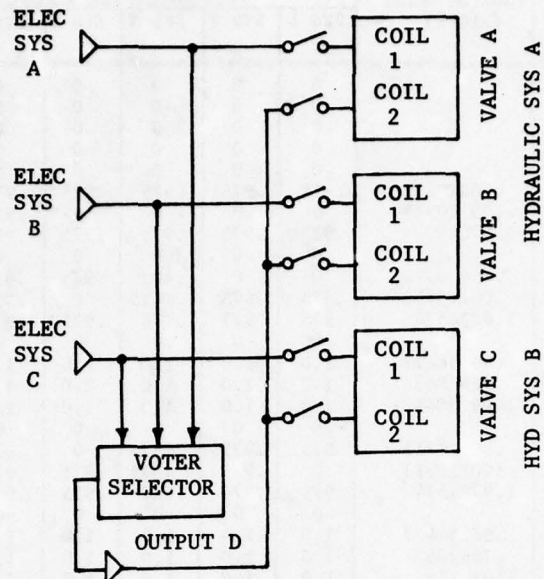 ELEC
SYS
A
COIL
1
COIL
2
VALVE A
HYDRAULIC SYS A
ELEC
SYS
B
COIL
1
COIL
2
VALVE B
ELEC
SYS
C
COIL
1
COIL
2
VALVE C
HYD SYS B
VOTER
SELECTOR
OUTPUT D